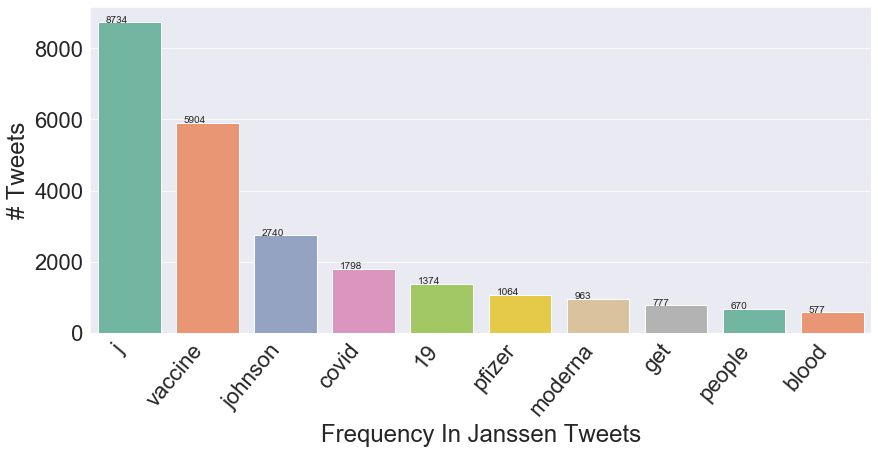 # Tweets
8000
6000
4000
2000
0
8734
5904
2740
1798
1374
1064
963
777
670
577
j
vaccine
johnson
covid
19
pfizer
moderna
get
people
blood
Frequency In Janssen Tweets